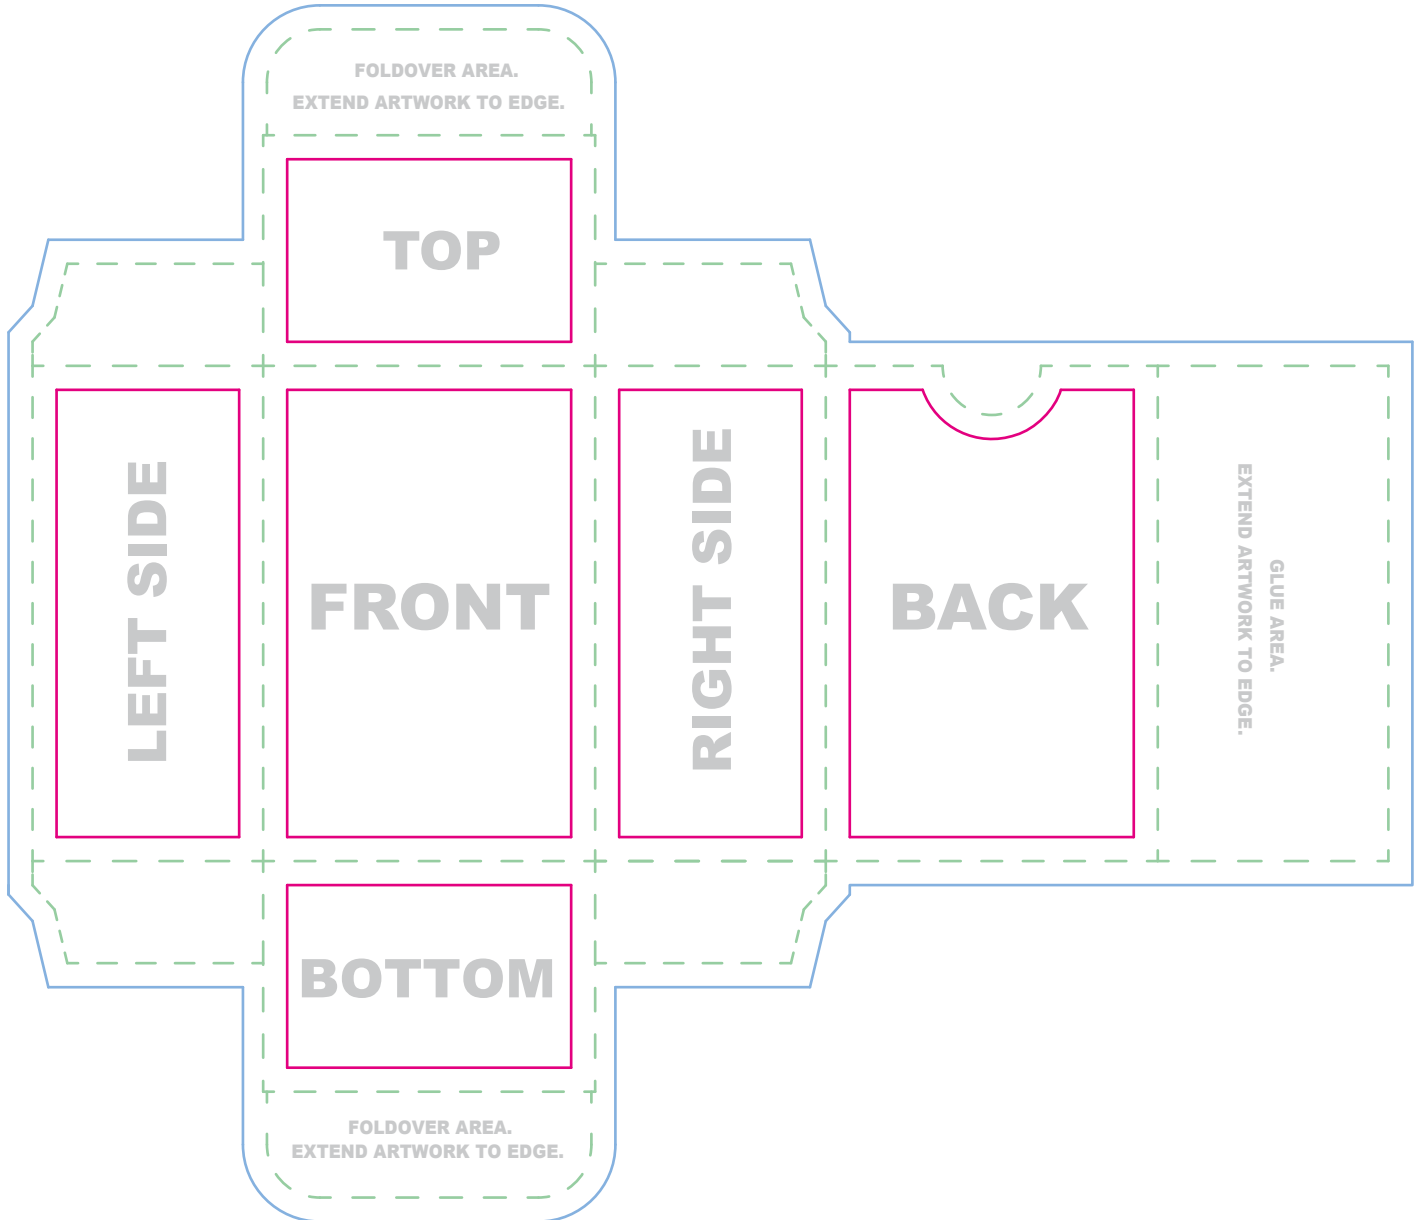 FOLDOVER AREA.
EXTEND ARTWORK TO EDGE.
TOP
LEFT SIDE
FRONT
RIGHT SIDE
BACK
GLUE AREA.
EXTEND ARTWORK TO EDGE.
BOTTOM
FOLDOVER AREA.
EXTEND ARTWORK TO EDGE.